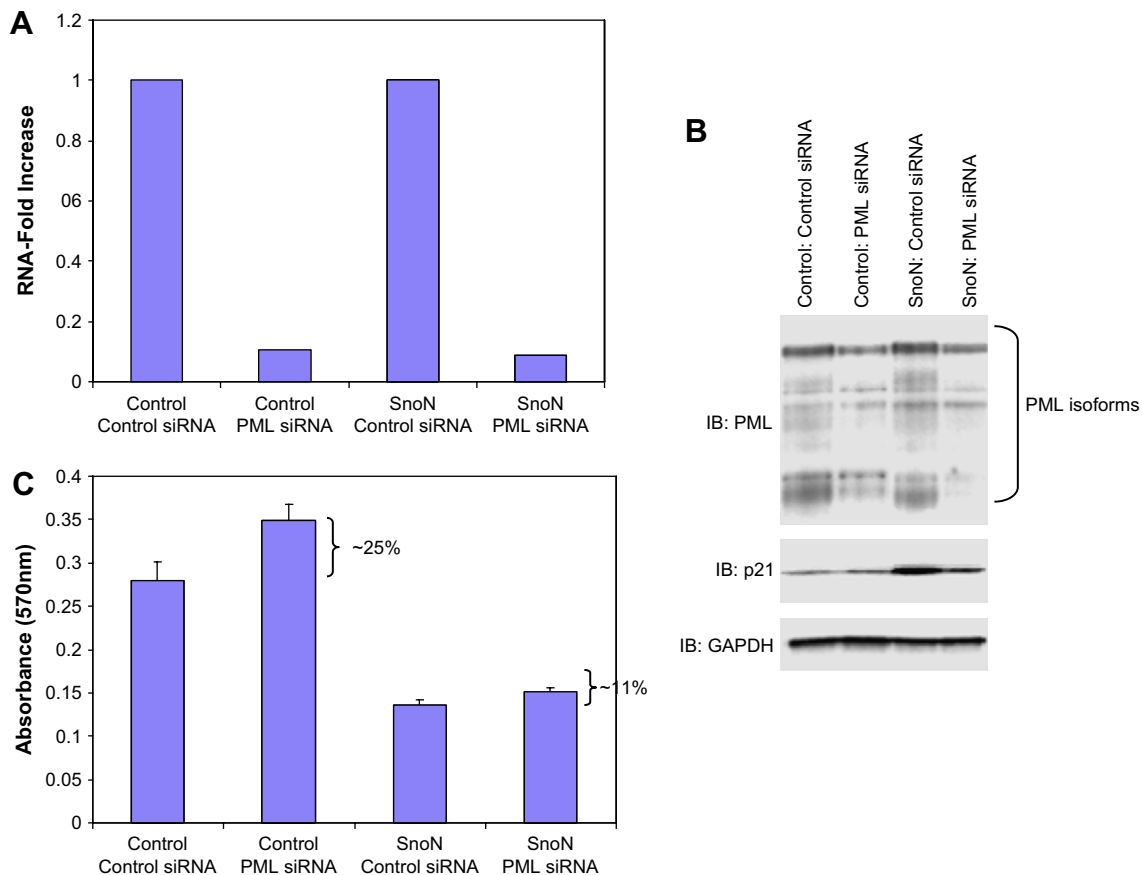 A
RNA-Fold Increase
1.2
1
0.8
06
0.4
0.2
0
Control
Control siRNA
Control
PML siRNA
SnoN
Control siRNA
SnoN
PML siRNA
B
Control: Control siRNA
Control: PML siRNA
SnoN: Control siRNA
SnoN: PML siRNA
IB: PML
PML isoforms
IB: p21
IB: GAPDH
C
Absorbance (570nm)
0.4
0.35
0.3
0.25
0.2
0.15
0.1
0.05
0
~25%
~11%
Control
Control siRNA
Control
PML siRNA
SnoN
Control siRNA
SnoN
PML siRNA